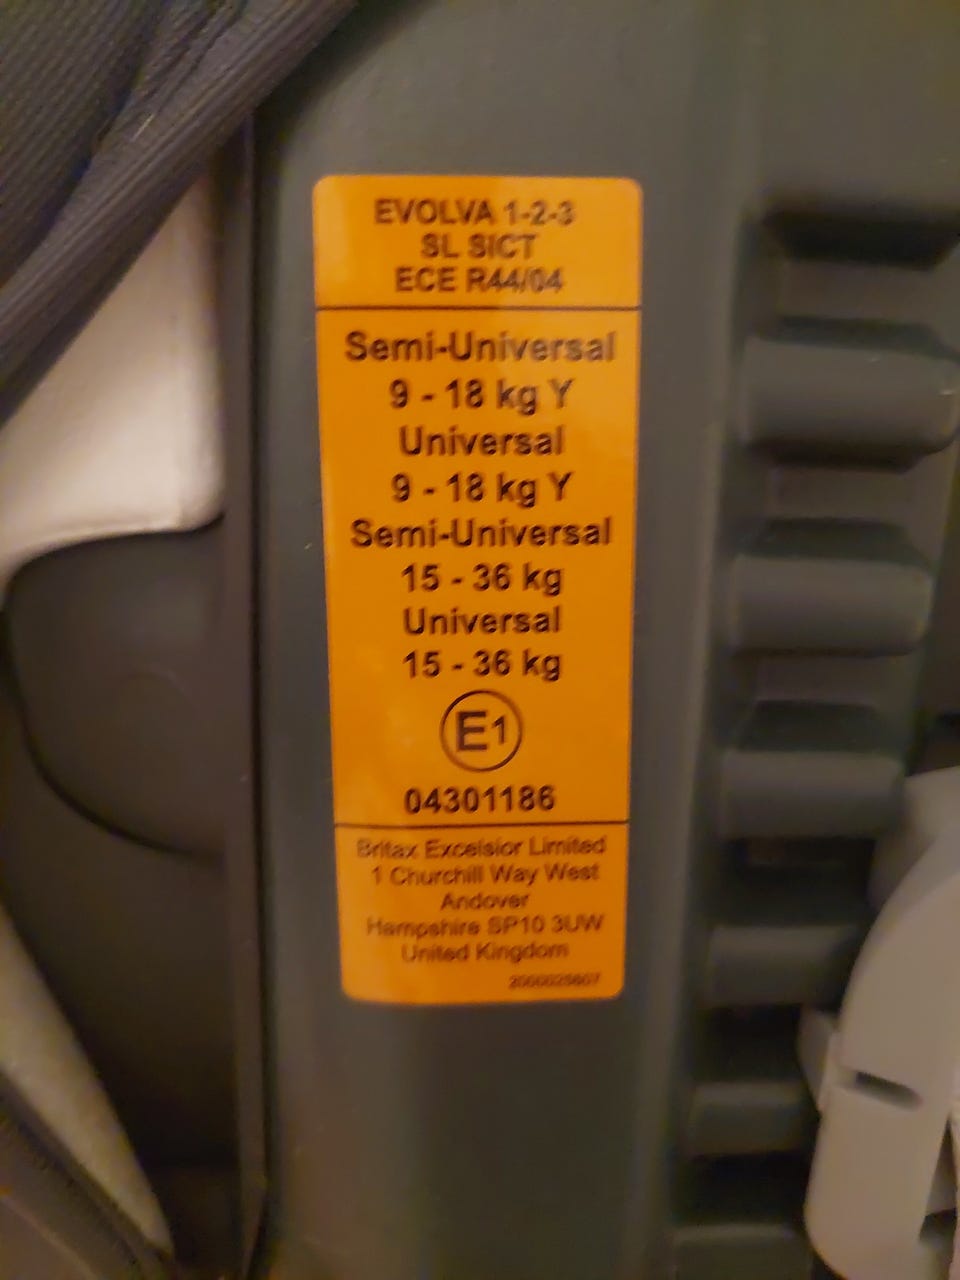 EVOLVA 1-2-3
SL SICT
ECE R44/04
Semi-Universal
9 - 18 kg Y
Universal
9 - 18 kg Y
Semi-Universal
15 - 36 kg
Universal
15 - 36 kg
E1
04301186
Britax Excelsior Limited
1 Churchill Way West
Andover
Hampshire SP10 3UW
United Kingdom